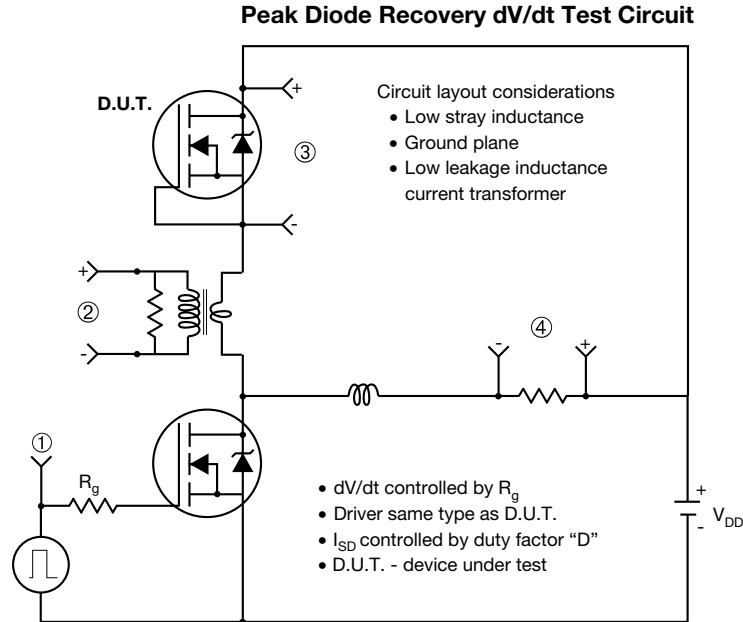 Peak Diode Recovery dV/dt Test Circuit
D.U.T.
+
Circuit layout considerations
• Low stray inductance
• Ground plane
• Low leakage inductance
current transformer
③
-
+
②
-
④
-
+
①
Rg
• dV/dt controlled by Rg
• Driver same type as D.U.T.
• ISD controlled by duty factor “D”
• D.U.T. - device under test
+
-
VDD